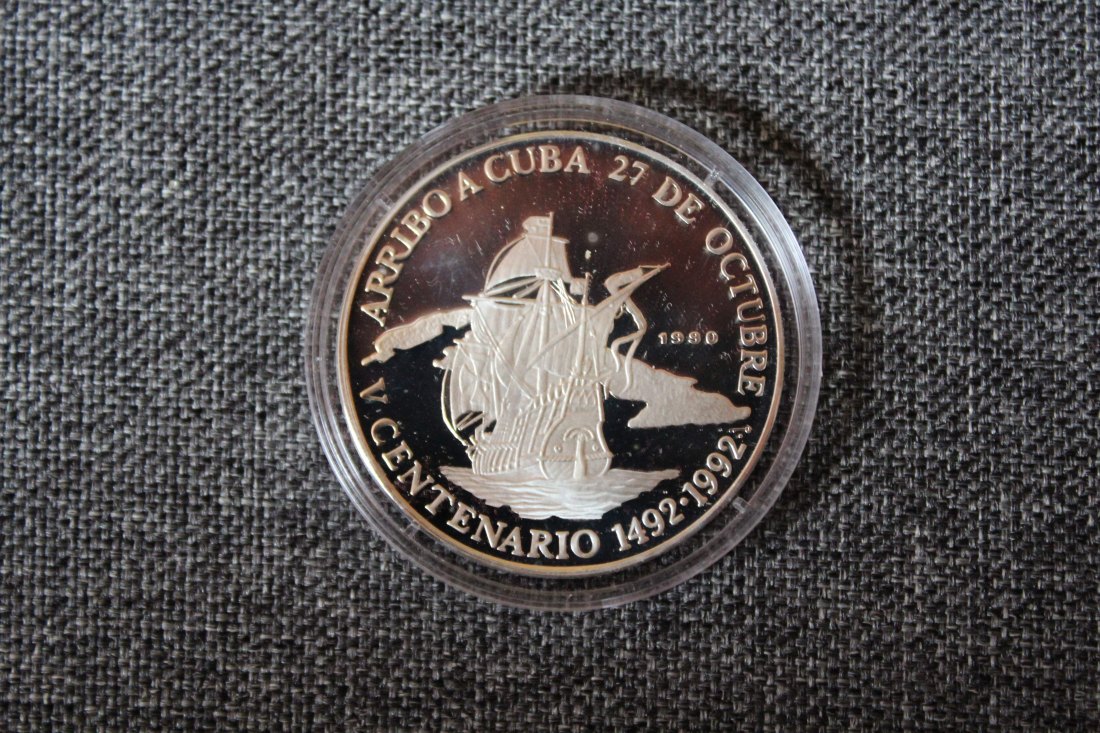 ARRIBO A CUBA 27 DE OCTUBRE
1990
V. CENTENARIO 1492·1992